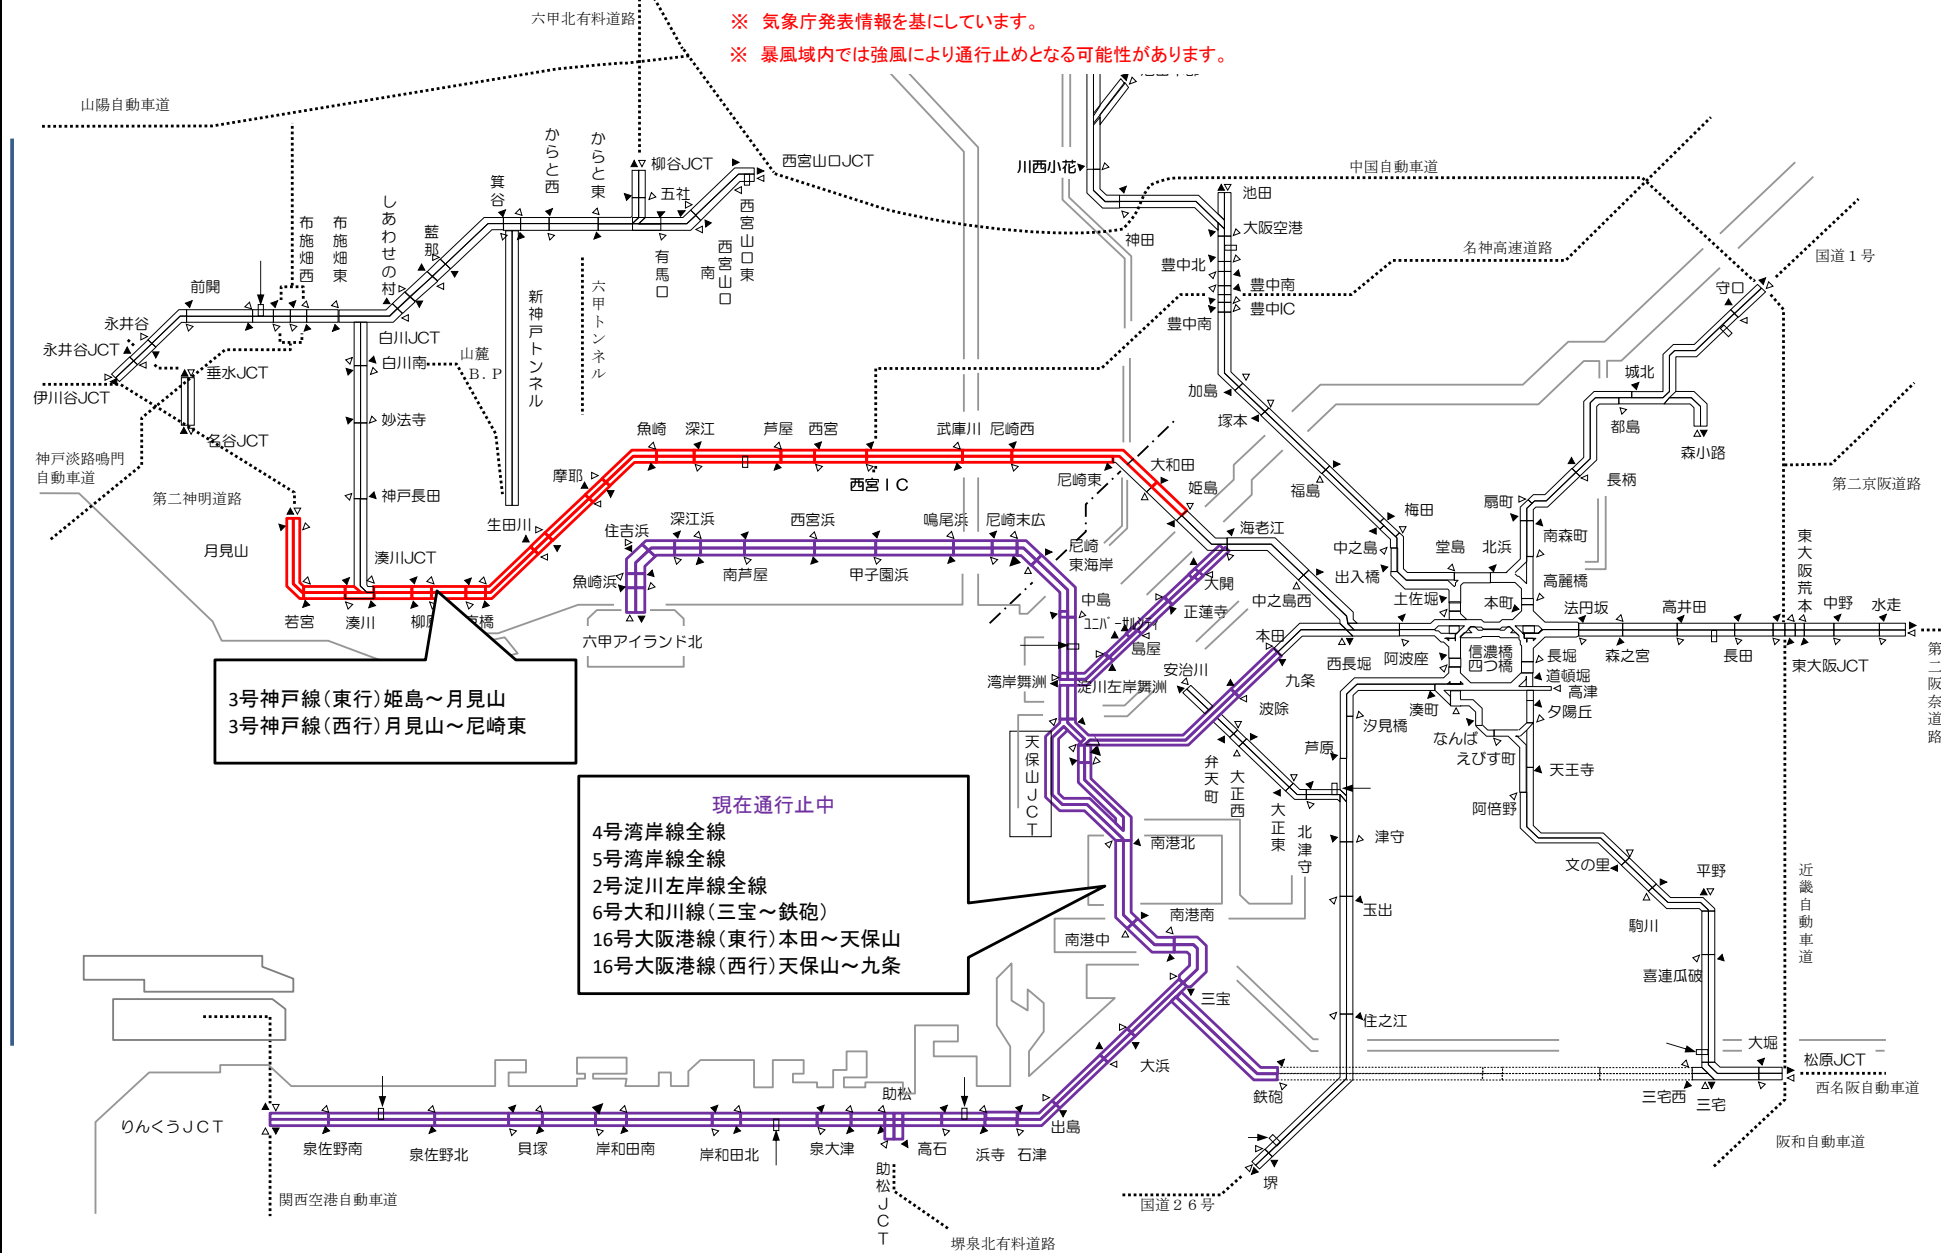 六甲北有料道路
※ 気象庁発表情報を基にしています。
※ 暴風域内では強風により通行止めとなる可能性があります。
山陽自動車道
からと西
からと東
柳谷JCT
西宮山口JCT
五社
川西小花
中国自動車道
池田
箕谷
しあわせの村
藍那
布施畑西
布施畑東
西宮山口東
西宮山口南
有馬口
神田
大阪空港
名神高速道路
国道1号
豊中北
豊中南
豊中IC
豊中南
守口
前開
永井谷
永井谷JCT
伊川谷JCT
新神戸トンネル
六甲トンネル
白川JCT
白川南
山麓
B.P
垂水JCT
妙法寺
名谷JCT
神戸淡路鳴門
自動車道
第二神明道路
神戸長田
加島
塚本
城北
都島
森小路
魚崎
深江
芦屋
西宮
武庫川
尼崎西
西宮IC
摩耶
尼崎東
大和田
姫島
福島
梅田
扇町
長柄
第二京阪道路
生田川
月見山
湊川JCT
住吉浜
深江浜
西宮浜
鳴尾浜
尼崎末広
尼崎
東海岸
海老江
中之島
堂島
北浜
南森町
東大阪荒本
魚崎浜
南芦屋
甲子園浜
大開
出入橋
高麗橋
若宮
湊川
中島
正蓮寺
中之島西
土佐堀
本町
法円坂
高井田
中野
水走
六甲アイランド北
ユニバーサルシティ
島屋
本田
安治川
西長堀
阿波座
信濃橋
四つ橋
長堀
森之宮
長田
東大阪JCT
第二阪奈道路
湾岸舞洲
淀川左岸舞洲
九条
道頓堀
高津
波除
汐見橋
湊町
夕陽丘
3号神戸線(東行)姫島～月見山
3号神戸線(西行)月見山～尼崎東
天保山JCT
弁天町
大正西
芦原
なんば
えびす町
天王寺
阿倍野
大正東
北津守
現在通行止中
4号湾岸線全線
5号湾岸線全線
2号淀川左岸線全線
6号大和川線(三宝～鉄砲)
16号大阪港線(東行)本田～天保山
16号大阪港線(西行)天保山～九条
南港北
津守
文の里
平野
近畿自動車道
南港南
南港中
玉出
駒川
喜連瓜破
三宝
住之江
大浜
大堀
松原JCT
西名阪自動車道
鉄砲
三宅西
三宅
りんくうJCT
助松
出島
泉佐野南
泉佐野北
貝塚
岸和田南
岸和田北
泉大津
高石
浜寺
石津
阪和自動車道
助松JCT
堺
関西空港自動車道
国道26号
堺泉北有料道路